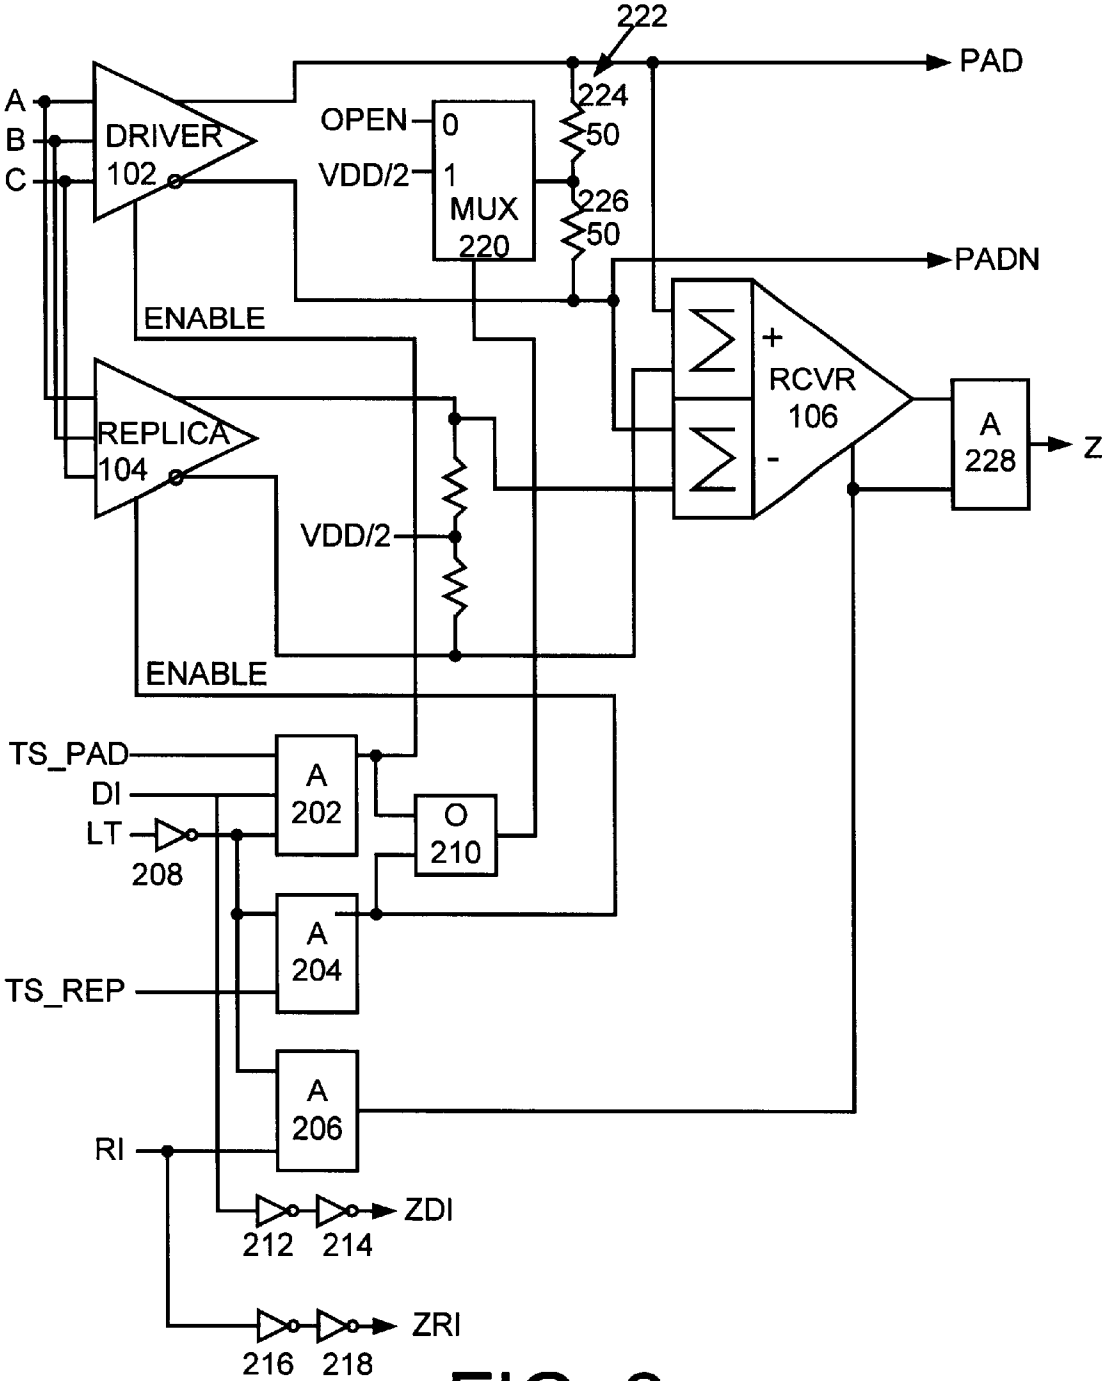 222
PAD
A
B
C
DRIVER
102
OPEN
0
VDD/2
1
MUX
220
224
50
226
50
PADN
ENABLE
+
RCVR
106
-
A
228
Z
REPLICA
104
VDD/2
ENABLE
TS_PAD
DI
LT
208
A
202
O
210
A
204
TS_REP
A
206
RI
ZDI
212
214
ZRI
216
218